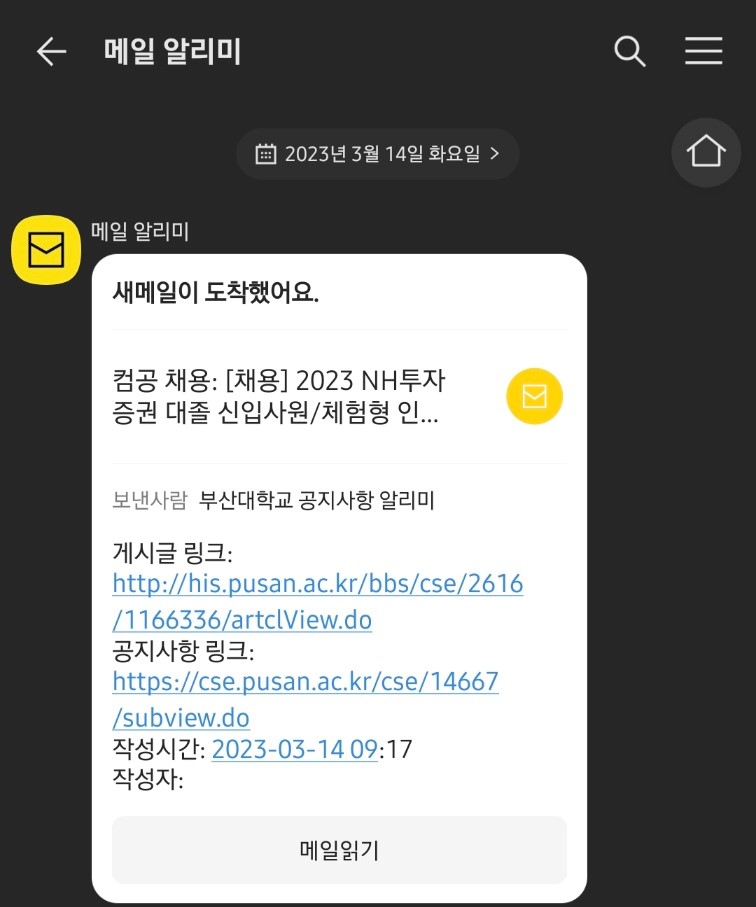 메일 알리미
2023년 3월 14일 화요일 >
메일 알리미
새메일이 도착했어요.
컴공 채용: [채용] 2023 NH투자
증권 대졸 신입사원/체험형 인...
보낸사람 부산대학교 공지사항 알리미
게시글 링크:
http://his.pusan.ac.kr/bbs/cse/2616
/1166336/artclView.do
공지사항 링크:
https://cse.pusan.ac.kr/cse/14667
/subview.do
작성시간: 2023-03-14 09:17
작성자:
메일읽기